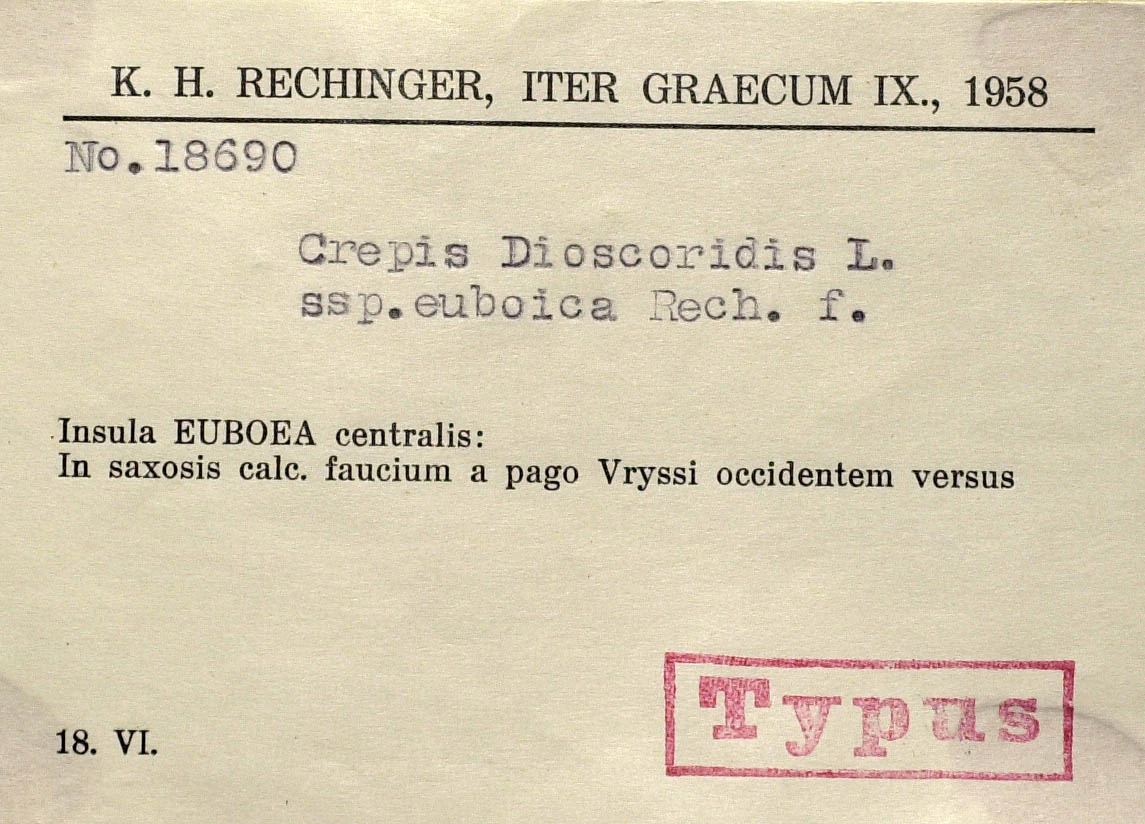 K. H. RECHINGER, ITER GRAECUM IX., 1958
No.18690
Crepis Dioscoridis L.
ssp.euboica Rech. f.
Insula EUBOEA centralis:
In saxosis calc. faucium a pago Vryssi occidentem versus
Typus
18. VI.